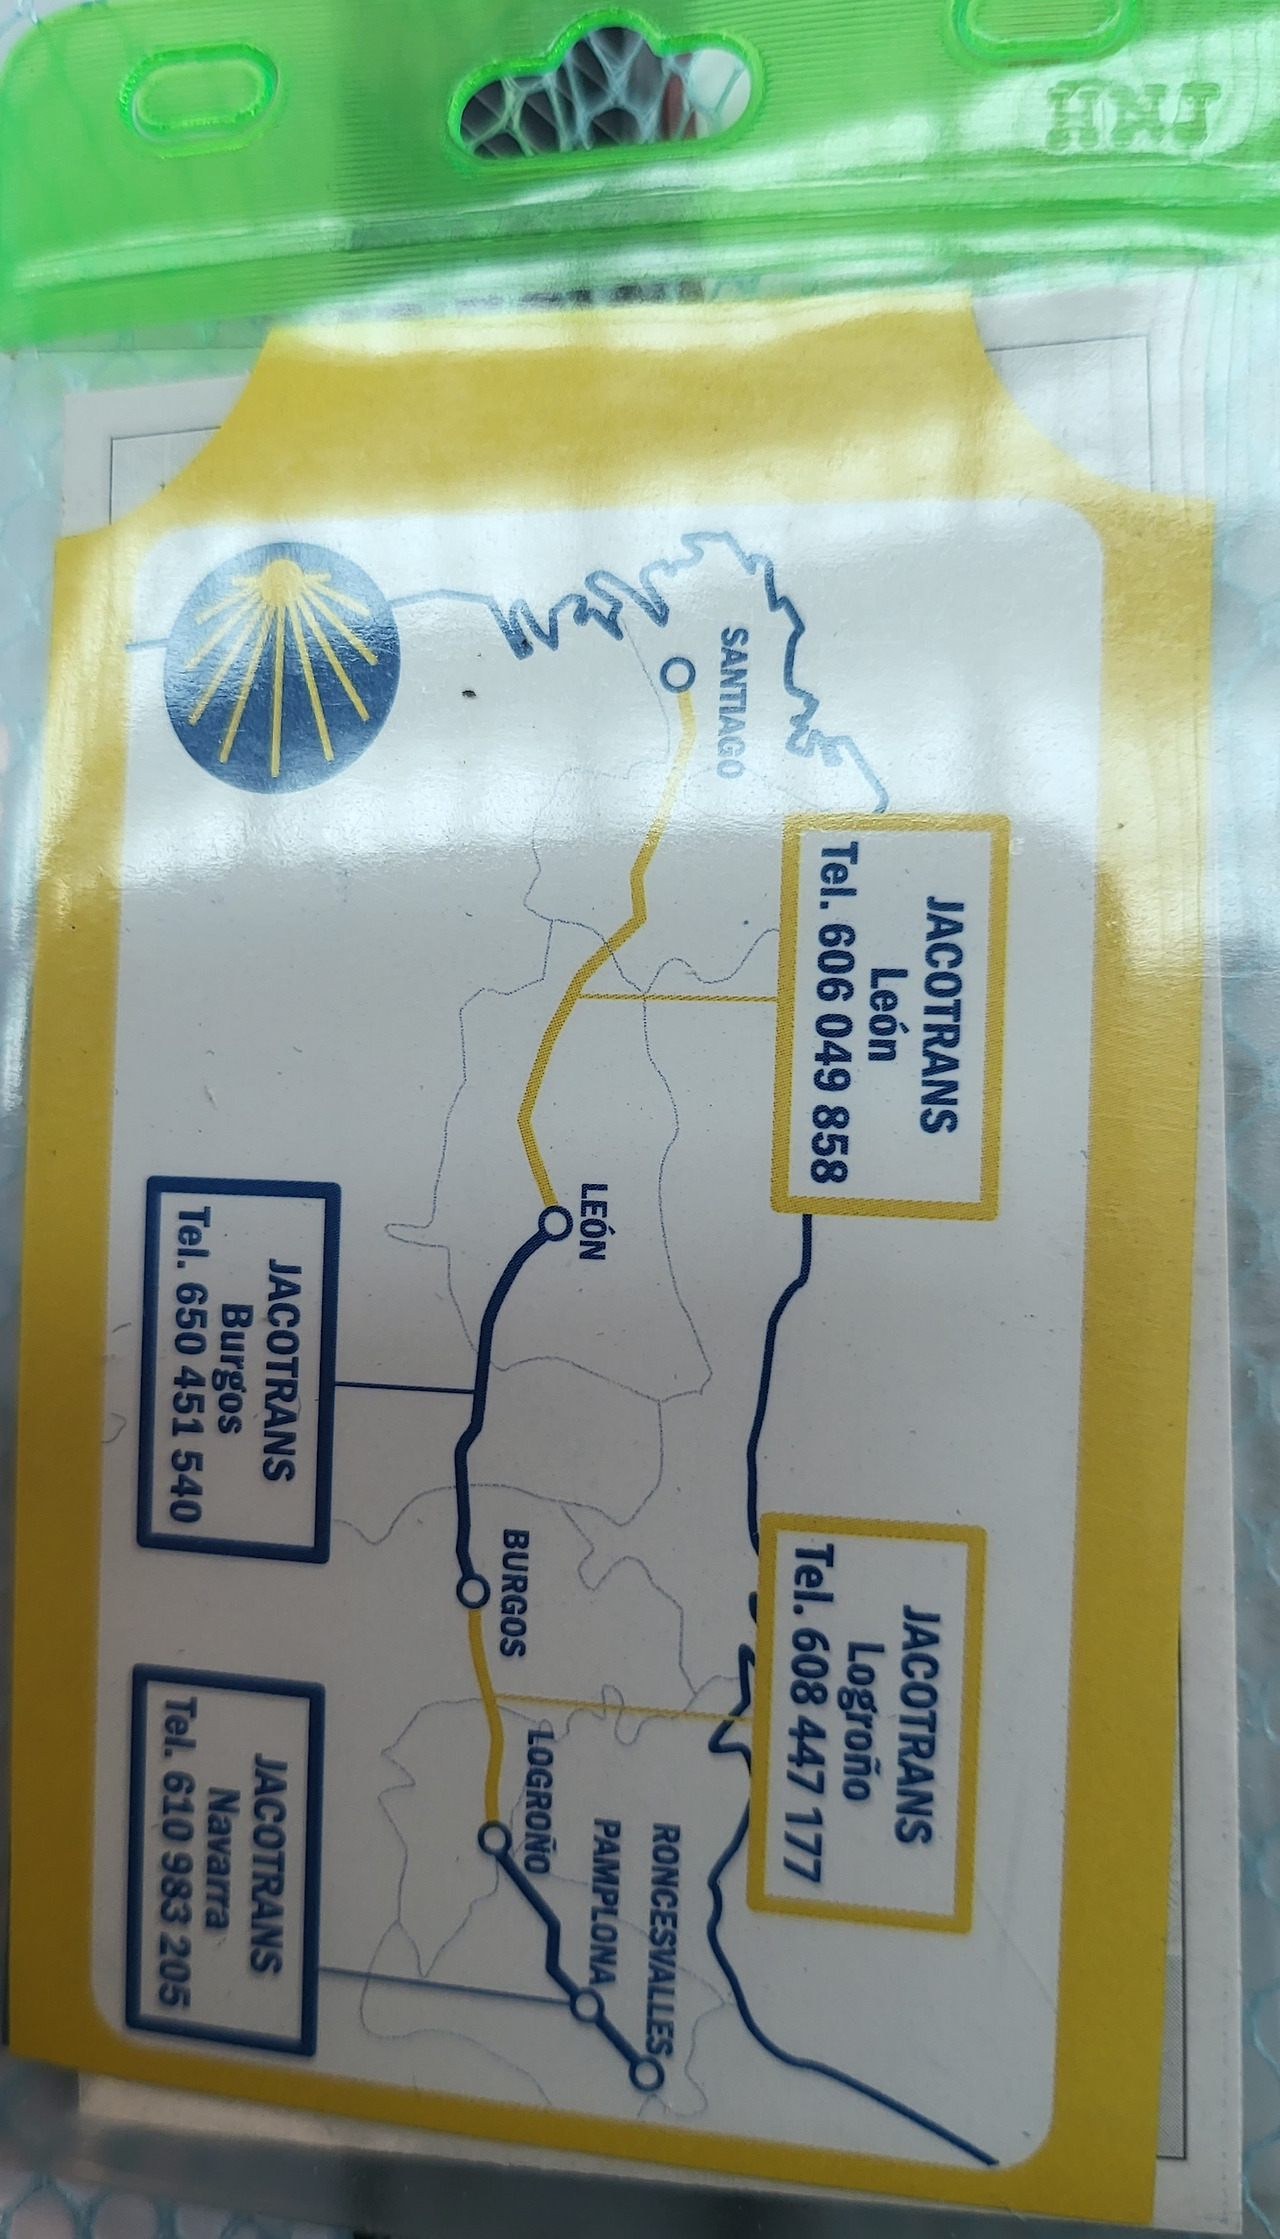 JACOTRANS
León
Tel. 606 049 858
JACOTRANS
Logroño
Tel. 608 447 177
SANTIAGO
LEÓN
BURGOS
LOGROÑO
PAMPLONA
RONCESVALLES
JACOTRANS
Burgos
Tel. 650 451 540
JACOTRANS
Navarra
Tel. 610 983 205